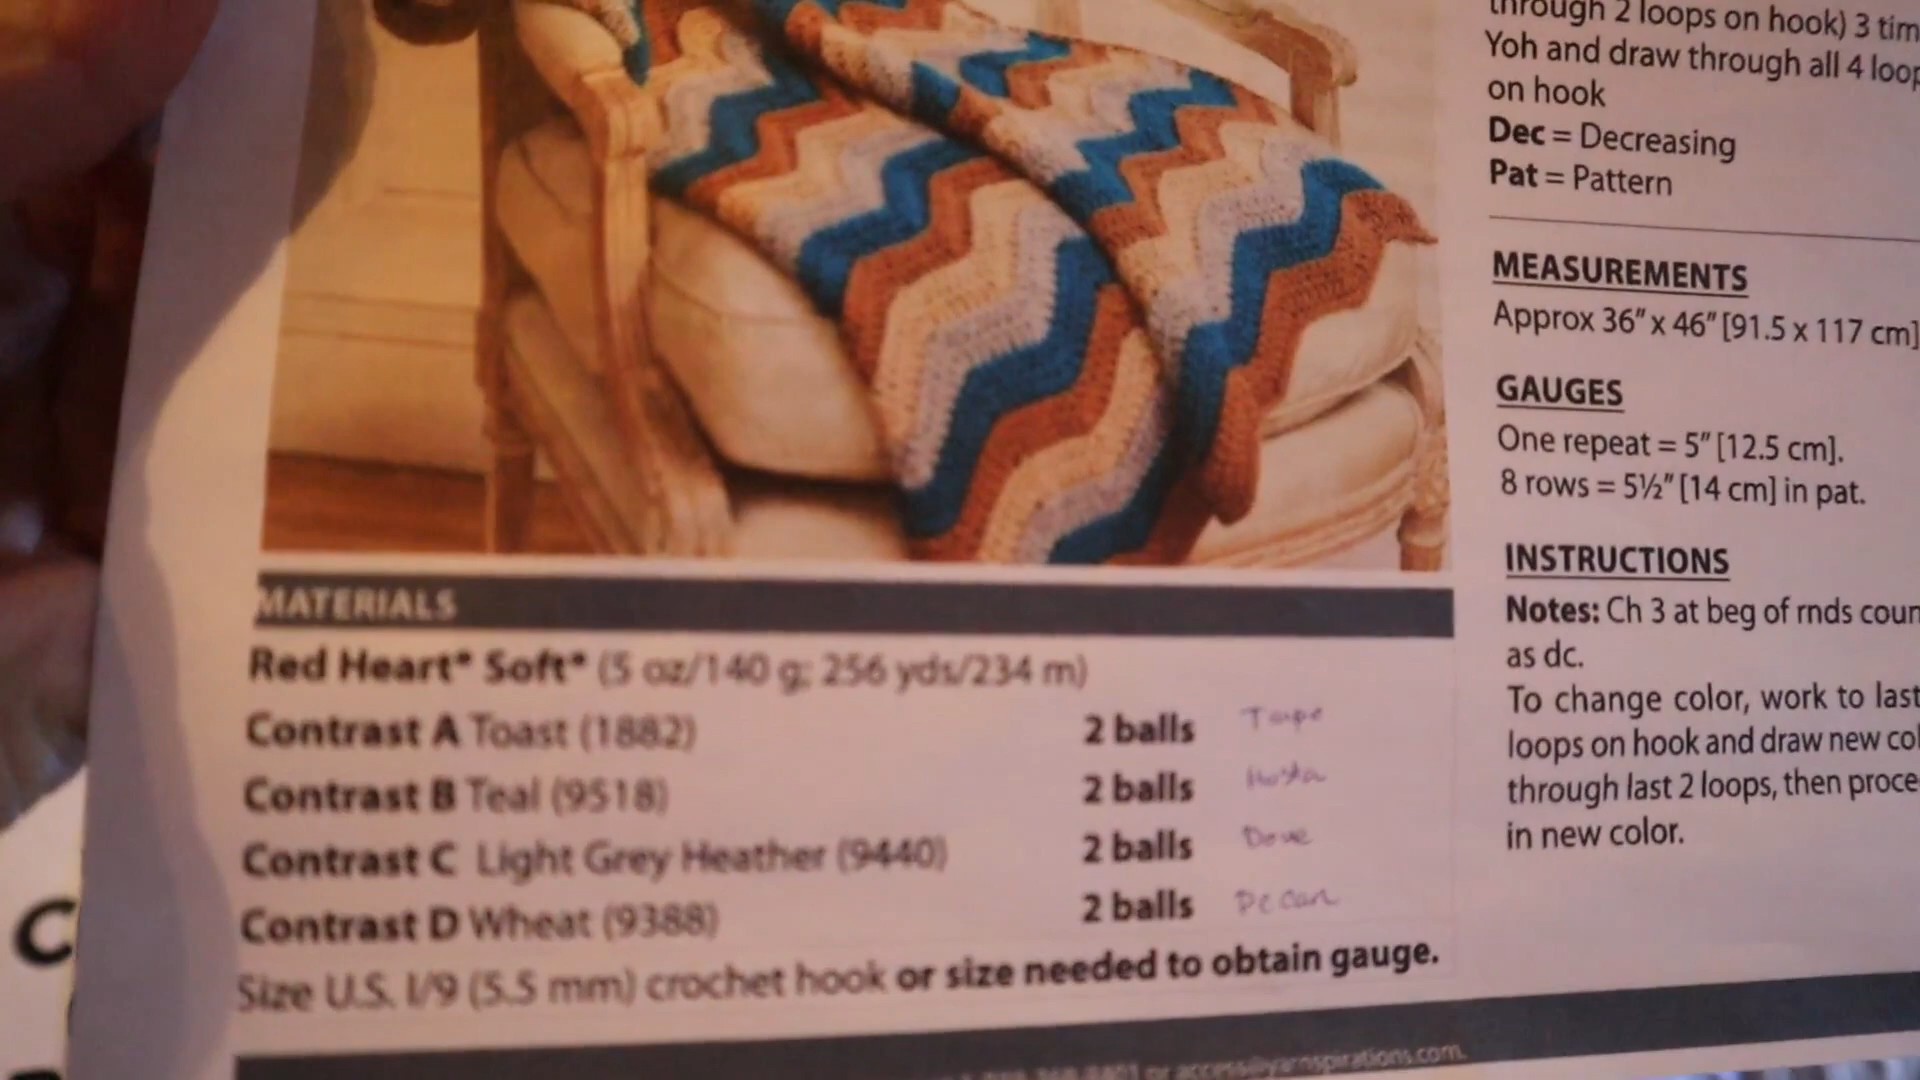 MATERIALS
Red Heart® Soft® (5 oz/140 g; 256 yds/234 m)
Contrast A Toast (1882) 2 balls Taupe
Contrast B Teal (9518) 2 balls Hosta
Contrast C Light Grey Heather (9440) 2 balls Dove
Contrast D Wheat (9388) 2 balls Pecan
Size U.S. I/9 (5.5 mm) crochet hook or size needed to obtain gauge.
through 2 loops on hook) 3 tim
Yoh and draw through all 4 loop
on hook
Dec = Decreasing
Pat = Pattern
MEASUREMENTS
Approx 36" x 46" [91.5 x 117 cm]
GAUGES
One repeat = 5" [12.5 cm].
8 rows = 5½" [14 cm] in pat.
INSTRUCTIONS
Notes: Ch 3 at beg of rnds coun
as dc.
To change color, work to last
loops on hook and draw new col
through last 2 loops, then proce
in new color.
or access@yarnspirations.com.
C